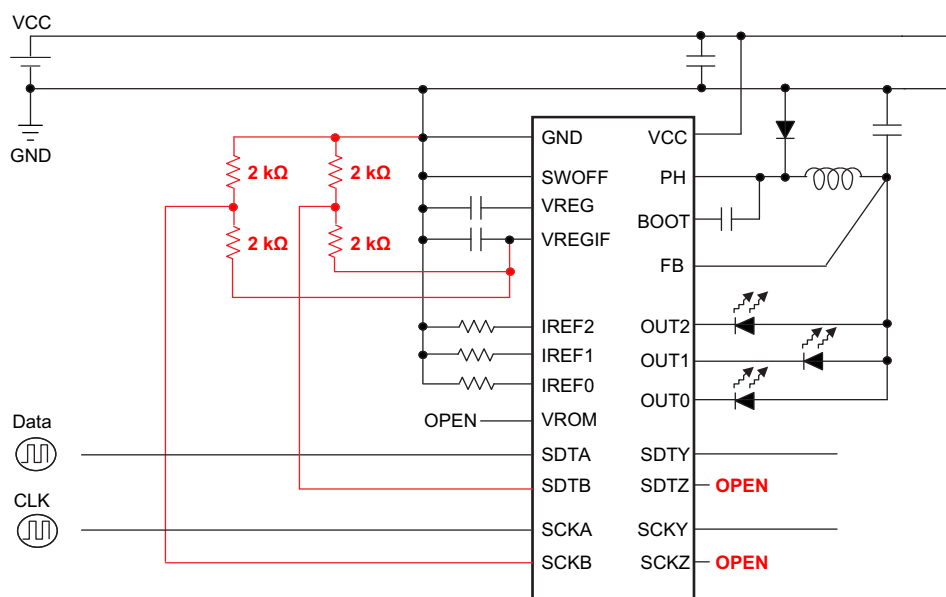 VCC
GND
2 kΩ
2 kΩ
2 kΩ
2 kΩ
GND
SWOFF
VREG
VREGIF
IREF2
IREF1
IREF0
OPEN
VROM
Data
SDTA
SDTB
CLK
SCKA
SCKB
VCC
PH
BOOT
FB
OUT2
OUT1
OUT0
SDTY
SDTZ
OPEN
SCKY
SCKZ
OPEN